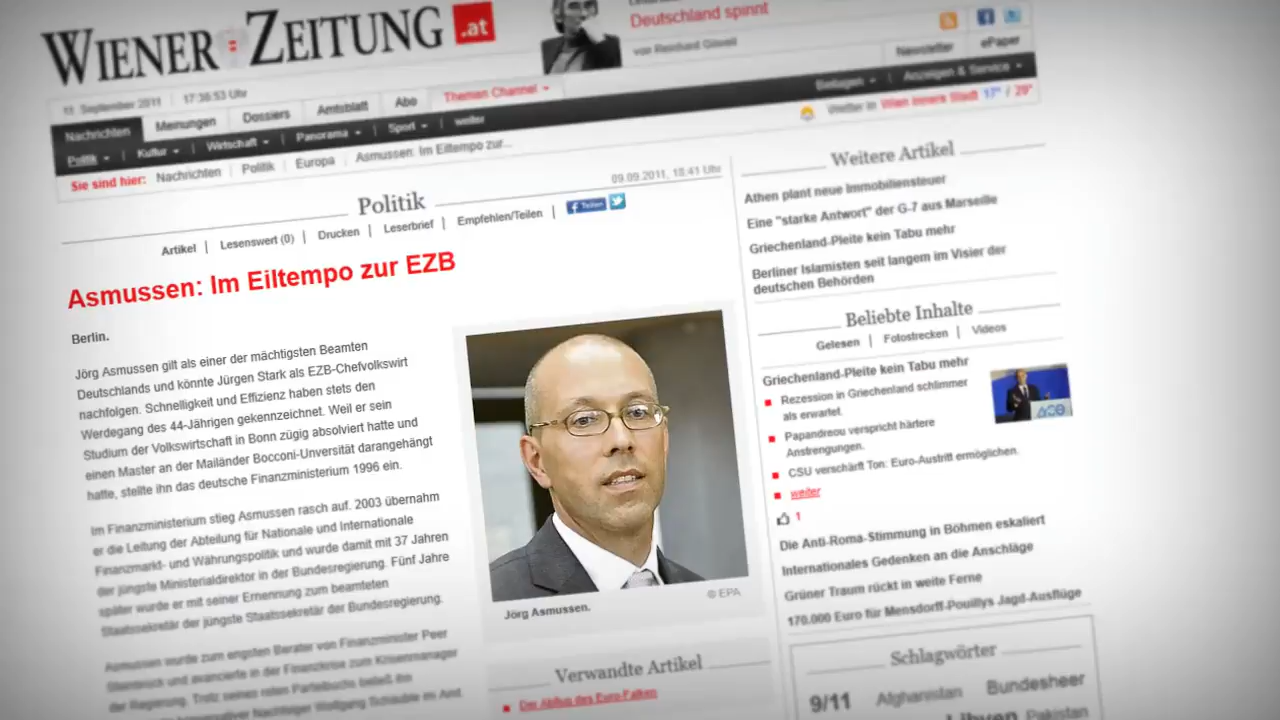 WIENER ZEITUNG .at
Deutschland spinnt
11. September 2011 | 17:36:53 Uhr
Newsletter ePaper
Nachrichten Meinungen Dossiers Amtsblatt Abo Themen Channel
Beilagen Anzeigen & Service
Politik Kultur Wirtschaft Panorama Sport weiter
Wetter in Wien Innere Stadt 17° / 29°
Sie sind hier: Nachrichten Politik Europa Asmussen: Im Eiltempo zur...
09.09.2011, 18:41 Uhr
Politik
Artikel | Lesenswert (0) | Drucken | Leserbrief | Empfehlen/Teilen | Teilen
Asmussen: Im Eiltempo zur EZB
Berlin.
Jörg Asmussen gilt als einer der mächtigsten Beamten
Deutschlands und könnte Jürgen Stark als EZB-Chefvolkswirt
nachfolgen. Schnelligkeit und Effizienz haben stets den
Werdegang des 44-Jährigen gekennzeichnet. Weil er sein
Studium der Volkswirtschaft in Bonn zügig absolviert hatte und
einen Master an der Mailänder Bocconi-Unversität darangehängt
hatte, stellte ihn das deutsche Finanzministerium 1996 ein.
Im Finanzministerium stieg Asmussen rasch auf. 2003 übernahm
er die Leitung der Abteilung für Nationale und Internationale
Finanzmarkt- und Währungspolitik und wurde damit mit 37 Jahren
der jüngste Ministerialdirektor in der Bundesregierung. Fünf Jahre
später wurde er mit seiner Ernennung zum beamteten
Staatssekretär der jüngste Staatssekretär der Bundesregierung.
Asmussen wurde zum engsten Berater von Finanzminister Peer
Steinbrück und avancierte in der Finanzkrise zum Krisenmanager
der Regierung. Trotz seines roten Parteibuchs beließ ihn
Nachfolger Wolfgang Schäuble im Amt.
Jörg Asmussen.
© EPA
Verwandte Artikel
Der Abflug des Euro-Falken
Weitere Artikel
Athen plant neue Immobiliensteuer
Eine "starke Antwort" der G-7 aus Marseille
Griechenland-Pleite kein Tabu mehr
Berliner Islamisten seit langem im Visier der
deutschen Behörden
Beliebte Inhalte
Gelesen | Fotostrecken | Videos
Griechenland-Pleite kein Tabu mehr
Rezession in Griechenland schlimmer
als erwartet.
Papandreou verspricht härtere
Anstrengungen.
CSU verschärft Ton: Euro-Austritt ermöglichen.
weiter
1
Die Anti-Roma-Stimmung in Böhmen eskaliert
Internationales Gedenken an die Anschläge
Grüner Traum rückt in weite Ferne
170.000 Euro für Mensdorff-Pouillys Jagd-Ausflüge
Schlagwörter
9/11 Afghanistan Bundesheer
Libyen Pakistan